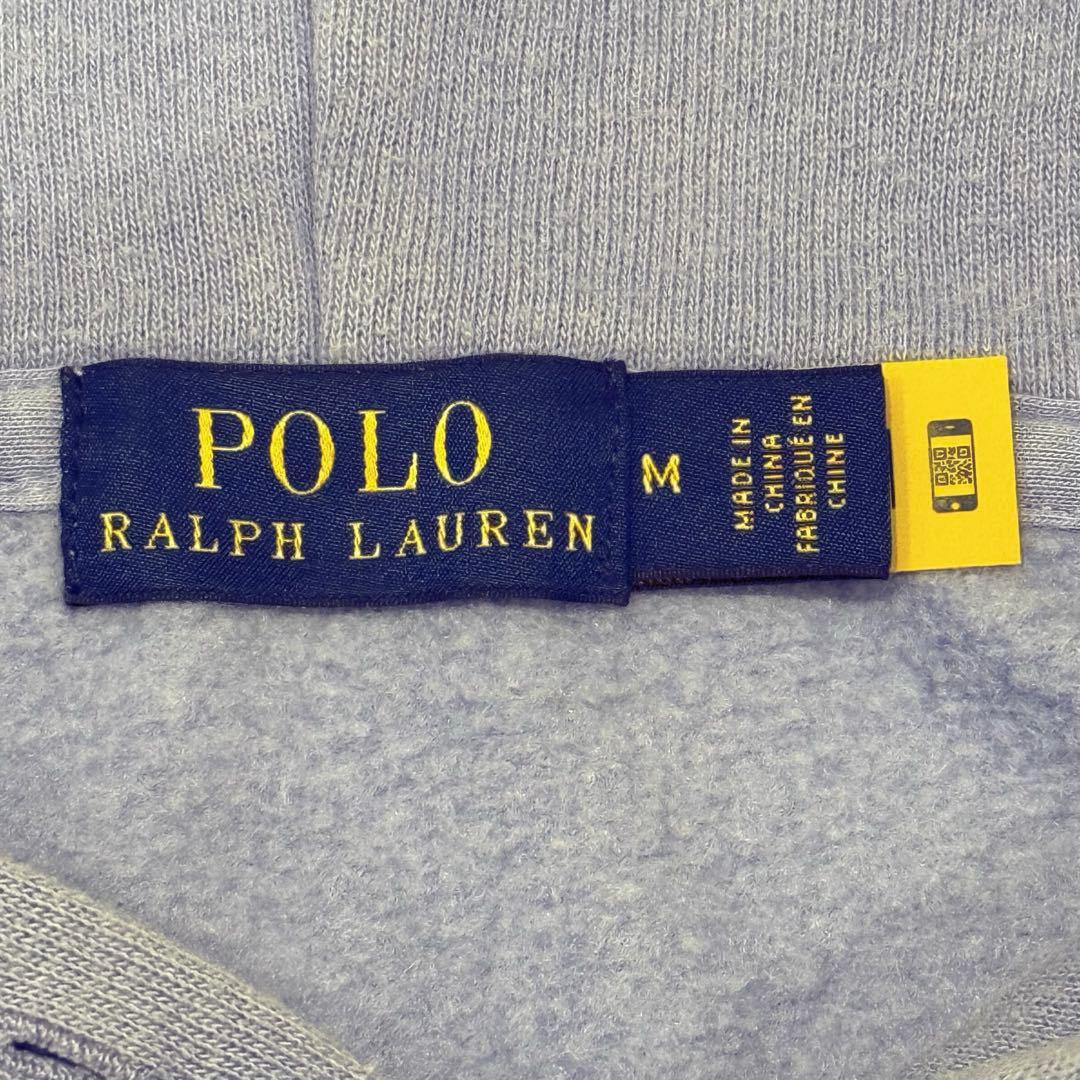 POLO
RALPH LAUREN
M
MADE IN
CHINA
FABRIQUÉ EN
CHINE